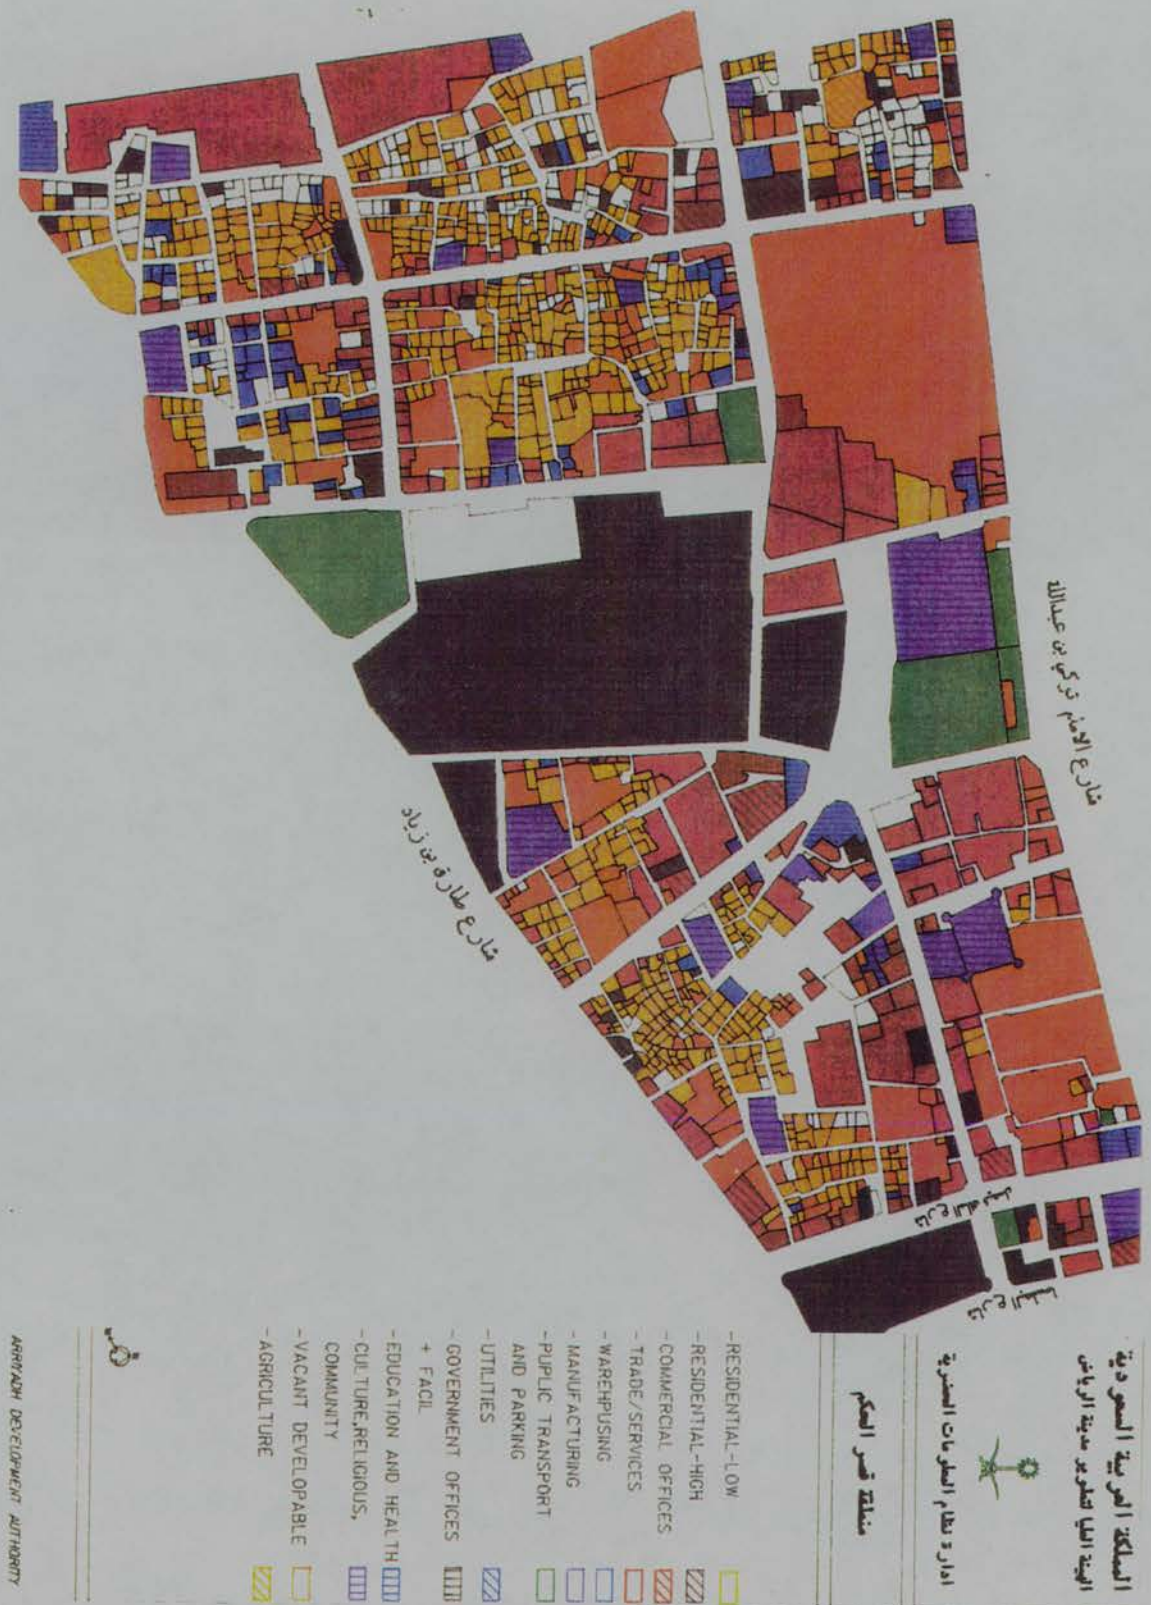 المملكة العربية السعودية
الهيئة العليا لتطوير مدينة الرياض
ادارة نظام المعلومات الحضرية
منطقة قصر الحكم
-RESIDENTIAL-LOW
-RESIDENTIAL-HIGH
-COMMERCIAL OFFICES
-TRADE/SERVICES
-WAREHPUSING
-MANUFACTURING
-PUPLIC TRANSPORT
AND PARKING
-UTILITIES
-GOVERNMENT OFFICES
+ FACIL
-EDUCATION AND HEALTH
-CULTURE,RELIGIOUS,
COMMUNITY
-VACANT DEVELOPABLE
-AGRICULTURE
ARRIYADH DEVELOPMENT AUTHORITY
شارع الامام تركي بن عبدالله
شارع طارق بن زياد
شارع
شارع